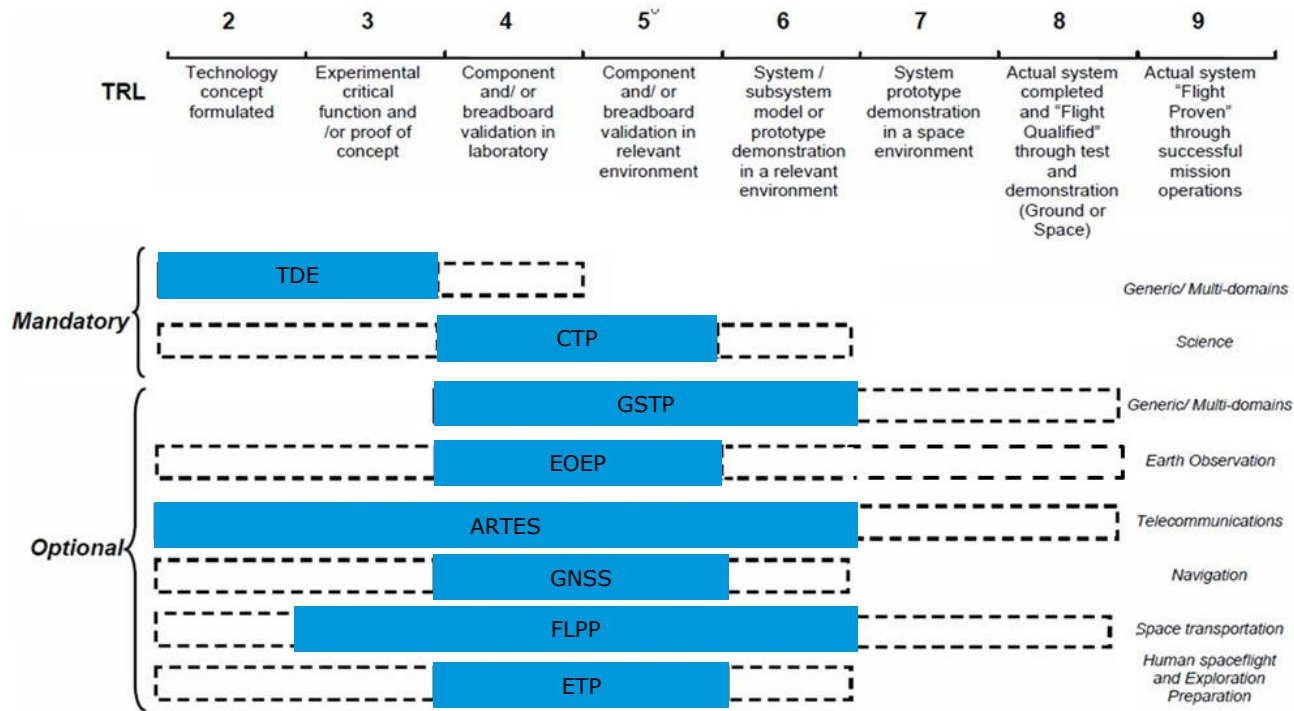 2 3 4 5 6 7 8 9
TRL
Technology
concept
formulated
Experimental
critical
function and
/or proof of
concept
Component
and/ or
breadboard
validation in
laboratory
Component
and/ or
breadboard
validation in
relevant
environment
System /
subsystem
model or
prototype
demonstration
in a relevant
environment
System
prototype
demonstration
in a space
environment
Actual system
completed
and "Flight
Qualified"
through test
and
demonstration
(Ground or
Space)
Actual system
"Flight
Proven"
through
successful
mission
operations
Mandatory
TDE
Generic/ Multi-domains
CTP
Science
Optional
GSTP
Generic/ Multi-domains
EOEP
Earth Observation
ARTES
Telecommunications
GNSS
Navigation
FLPP
Space transportation
ETP
Human spaceflight
and Exploration
Preparation